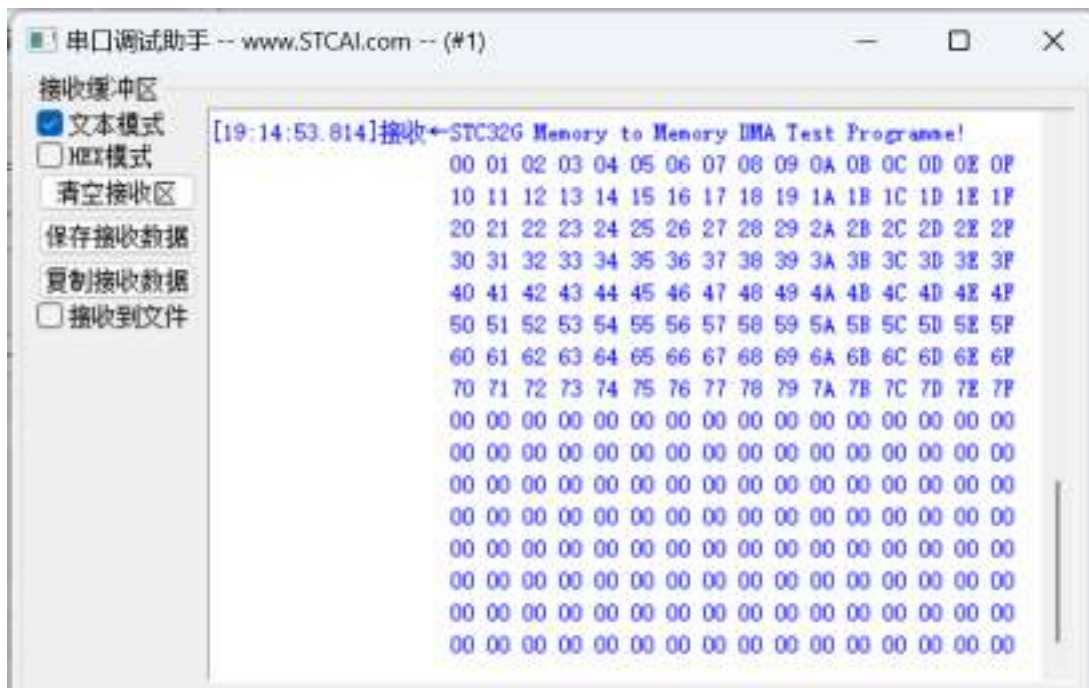 串口调试助手 -- www.STCAI.com -- (#1)
接收缓冲区
文本模式
HEX模式
清空接收区
保存接收数据
复制接收数据
接收到文件
[19:14:53.814]接收←STC32G Memory to Memory DMA Test Programme!
00 01 02 03 04 05 06 07 08 09 0A 0B 0C 0D 0E 0F
10 11 12 13 14 15 16 17 18 19 1A 1B 1C 1D 1E 1F
20 21 22 23 24 25 26 27 28 29 2A 2B 2C 2D 2E 2F
30 31 32 33 34 35 36 37 38 39 3A 3B 3C 3D 3E 3F
40 41 42 43 44 45 46 47 48 49 4A 4B 4C 4D 4E 4F
50 51 52 53 54 55 56 57 58 59 5A 5B 5C 5D 5E 5F
60 61 62 63 64 65 66 67 68 69 6A 6B 6C 6D 6E 6F
70 71 72 73 74 75 76 77 78 79 7A 7B 7C 7D 7E 7F
00 00 00 00 00 00 00 00 00 00 00 00 00 00 00 00
00 00 00 00 00 00 00 00 00 00 00 00 00 00 00 00
00 00 00 00 00 00 00 00 00 00 00 00 00 00 00 00
00 00 00 00 00 00 00 00 00 00 00 00 00 00 00 00
00 00 00 00 00 00 00 00 00 00 00 00 00 00 00 00
00 00 00 00 00 00 00 00 00 00 00 00 00 00 00 00
00 00 00 00 00 00 00 00 00 00 00 00 00 00 00 00
00 00 00 00 00 00 00 00 00 00 00 00 00 00 00 00